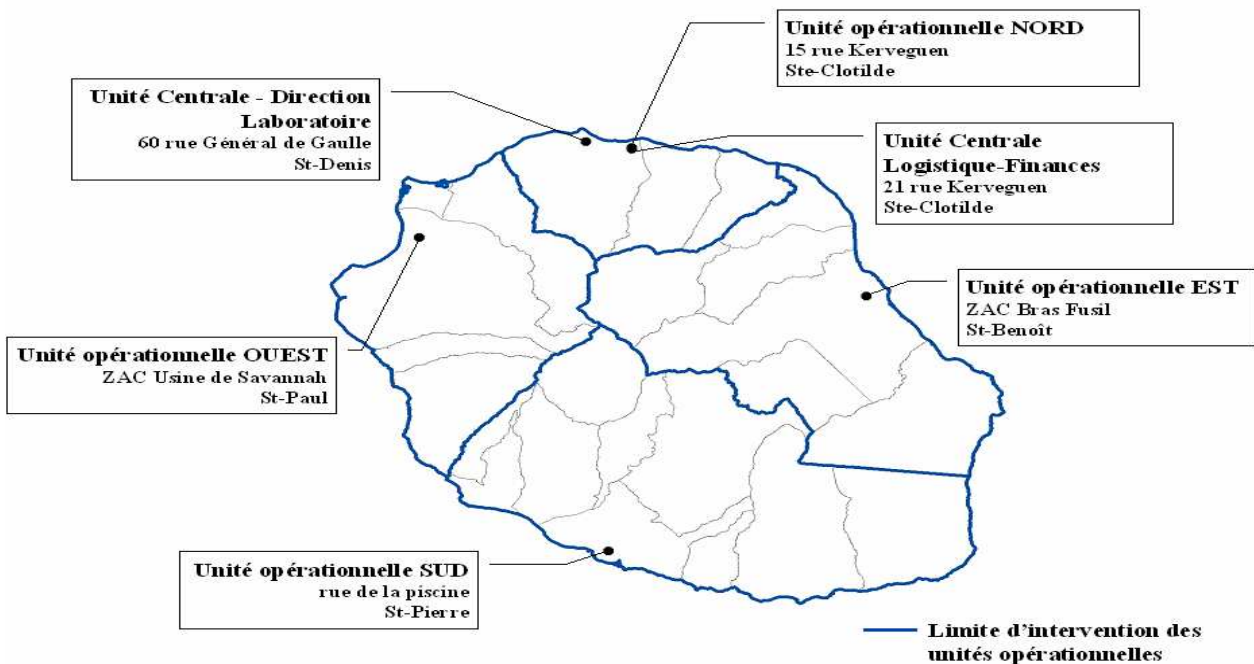 Unité opérationnelle NORD
15 rue Kerveguen
Ste-Clotilde
Unité Centrale - Direction
Laboratoire
60 rue Général de Gaulle
St-Denis
Unité Centrale
Logistique-Finances
21 rue Kerveguen
Ste-Clotilde
Unité opérationnelle EST
ZAC Bras Fusil
St-Benoît
Unité opérationnelle OUEST
ZAC Usine de Savannah
St-Paul
Unité opérationnelle SUD
rue de la piscine
St-Pierre
Limite d'intervention des
unités opérationnelles